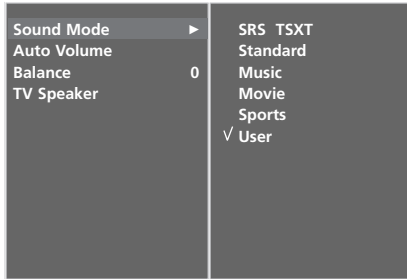 Sound Mode ►
Auto Volume
Balance 0
TV Speaker
SRS TSXT
Standard
Music
Movie
Sports
√ User